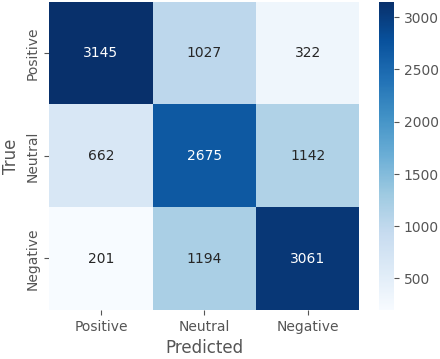 Positive 3145 1027 322
Neutral 662 2675 1142
Negative 201 1194 3061
Positive Neutral Negative
Predicted
True
3000
2500
2000
1500
1000
500